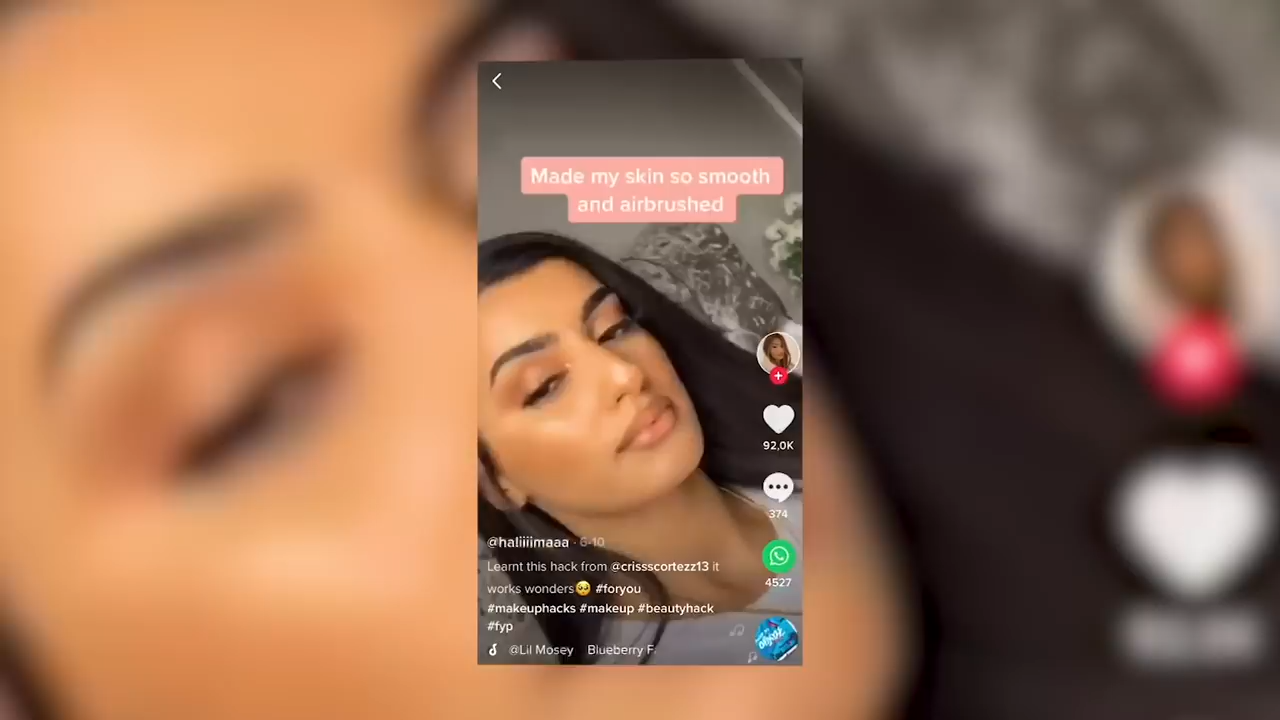 Made my skin so smooth
and airbrushed
92,0K
374
4527
@haliiiimaaa · 6-10
Learnt this hack from @crissscortezz13 it
works wonders🥺 #foryou
#makeuphacks #makeup #beautyhack
#fyp
@Lil Mosey Blueberry F